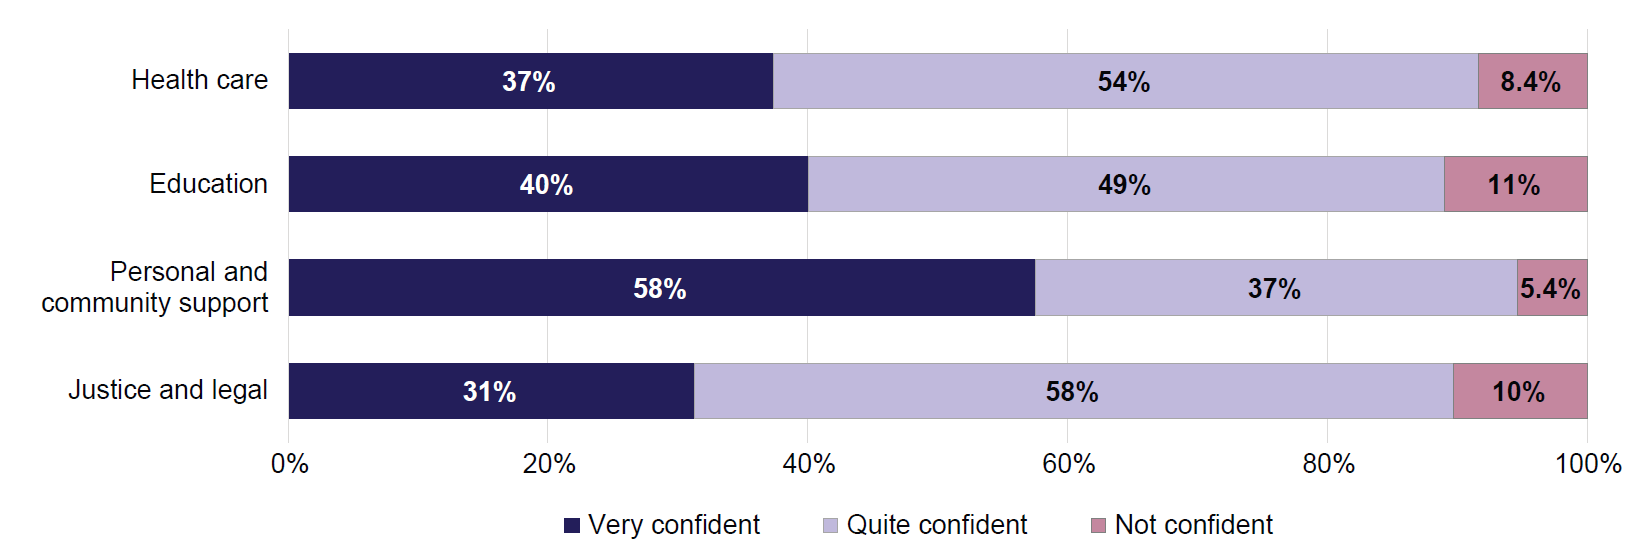 Health care
37%
54%
8.4%
Education
40%
49%
11%
Personal and
community support
58%
37%
5.4%
Justice and legal
31%
58%
10%
0%
20%
40%
60%
80%
100%
Very confident
Quite confident
Not confident